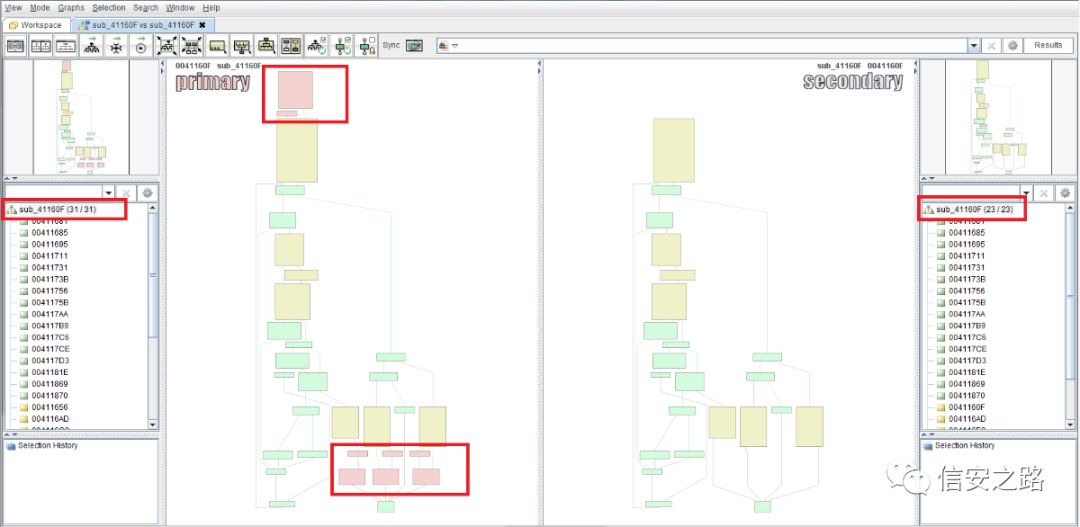 View Mode Graphs Selection Search Window Help
Workspace sub_41160F vs sub_41160F
Sync Results
0041160F sub_41160F
primary
sub_41160F 0041160F
secondary
sub_41160F (31 / 31)
00411681
00411685
00411695
00411711
00411731
0041173B
00411756
0041175B
004117AA
004117B9
004117C6
004117CE
004117D3
0041181E
00411869
00411870
00411656
004116AD
Selection History
sub_41160F (23 / 23)
00411685
00411695
00411711
00411731
0041173B
00411756
0041175B
004117AA
004117B9
004117C6
004117CE
004117D3
0041181E
00411869
00411870
0041160F
004116AD
Selection History
信安之路